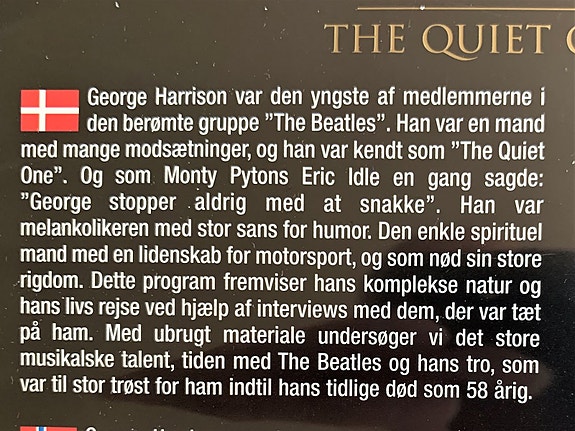 THE QUIET
George Harrison var den yngste af medlemmerne i
den berømte gruppe ”The Beatles”. Han var en mand
med mange modsætninger, og han var kendt som ”The Quiet
One”. Og som Monty Pytons Eric Idle en gang sagde:
”George stopper aldrig med at snakke”. Han var
melankolikeren med stor sans for humor. Den enkle spirituel
mand med en lidenskab for motorsport, og som nød sin store
rigdom. Dette program fremviser hans komplekse natur og
hans livs rejse ved hjælp af interviews med dem, der var tæt
på ham. Med ubrugt materiale undersøger vi det store
musikalske talent, tiden med The Beatles og hans tro, som
var til stor trøst for ham indtil hans tidlige død som 58 årig.